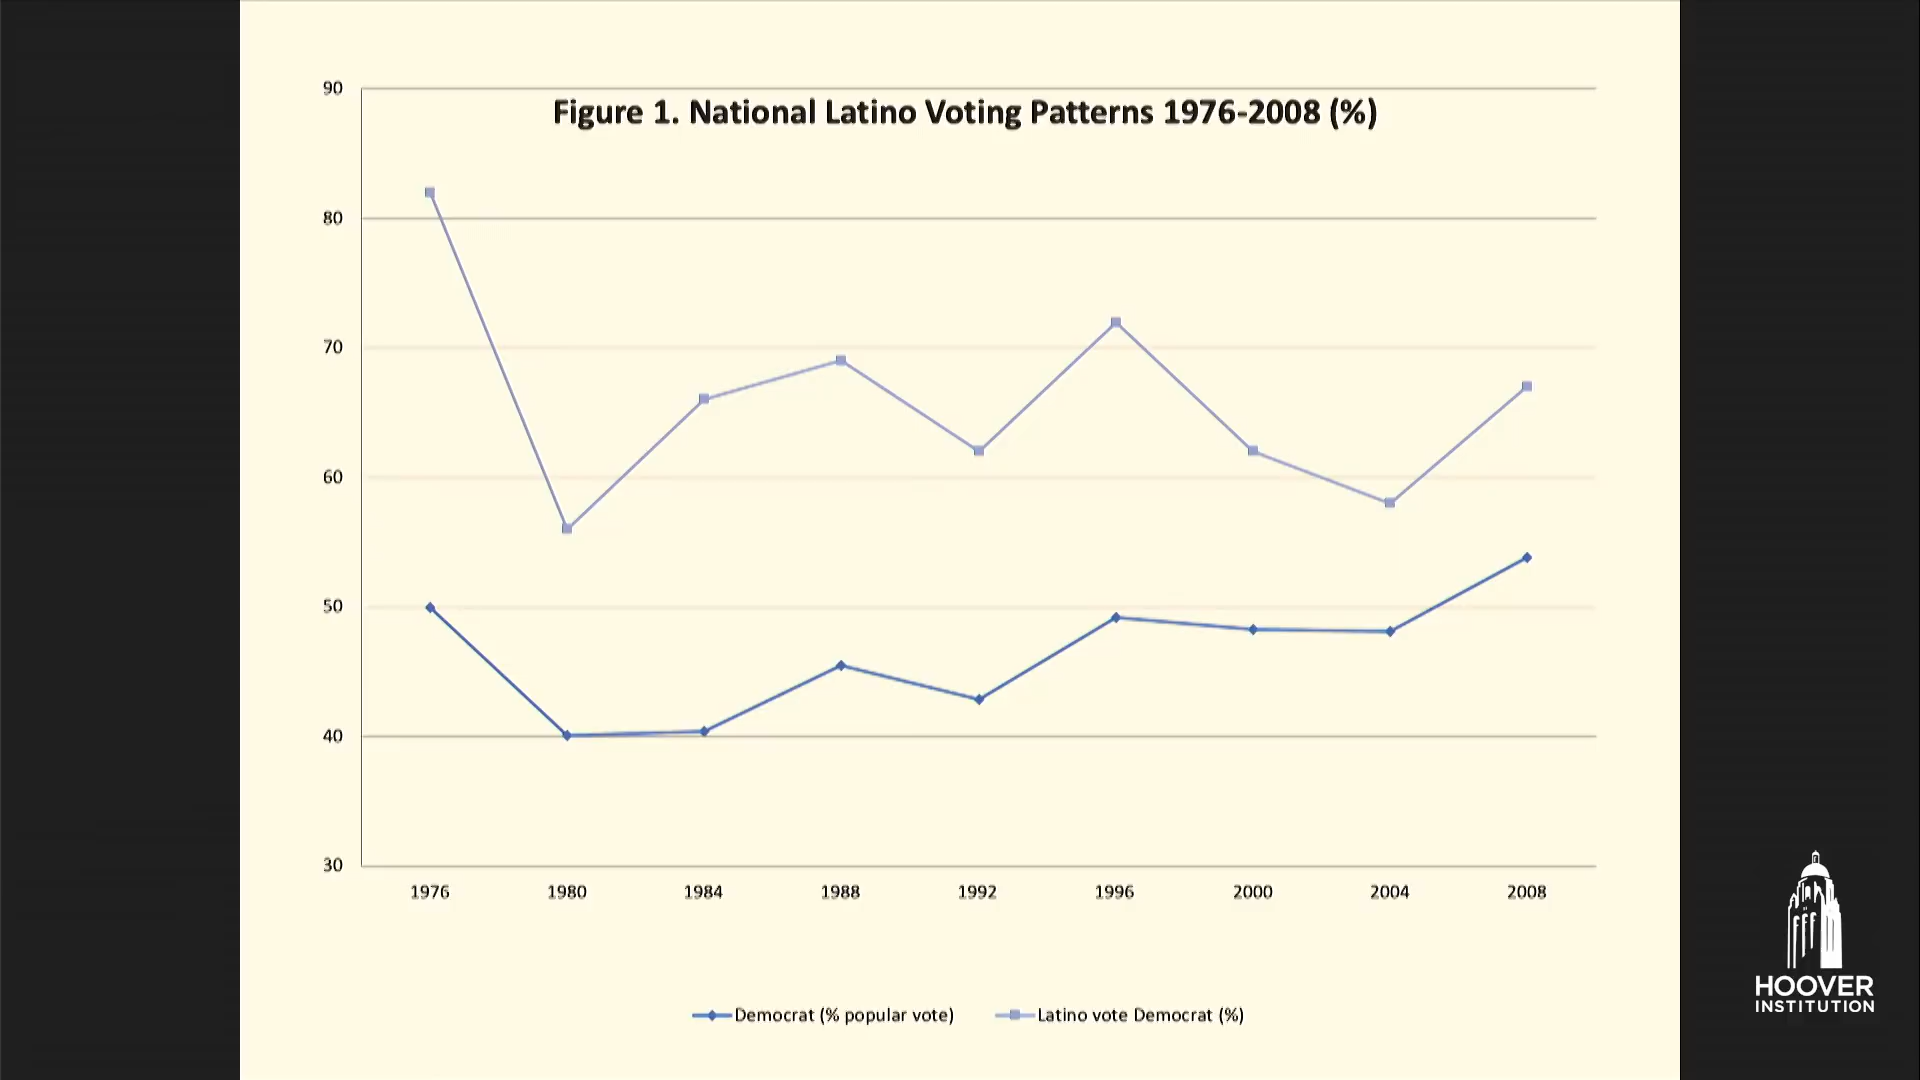 Figure 1. National Latino Voting Patterns 1976-2008 (%)
90
80
70
60
50
40
30
1976 1980 1984 1988 1992 1996 2000 2004 2008
Democrat (% popular vote) Latino vote Democrat (%)
HOOVER
INSTITUTION